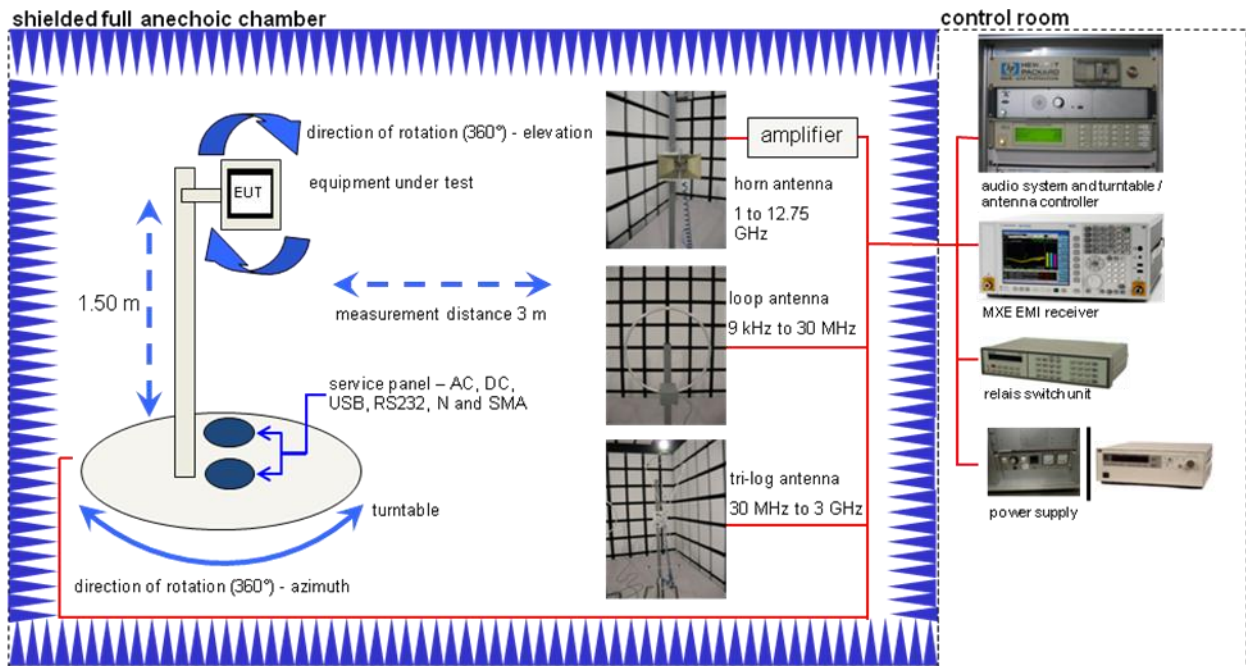 shielded full anechoic chamber
control room
direction of rotation (360°) - elevation
EUT
equipment under test
1.50 m
measurement distance 3 m
service panel – AC, DC,
USB, RS232, N and SMA
turntable
direction of rotation (360°) - azimuth
amplifier
horn antenna
1 to 12.75
GHz
loop antenna
9 kHz to 30 MHz
tri-log antenna
30 MHz to 3 GHz
HEWLETT
PACKARD
audio system and turntable /
antenna controller
MXE EMI receiver
relais switch unit
power supply